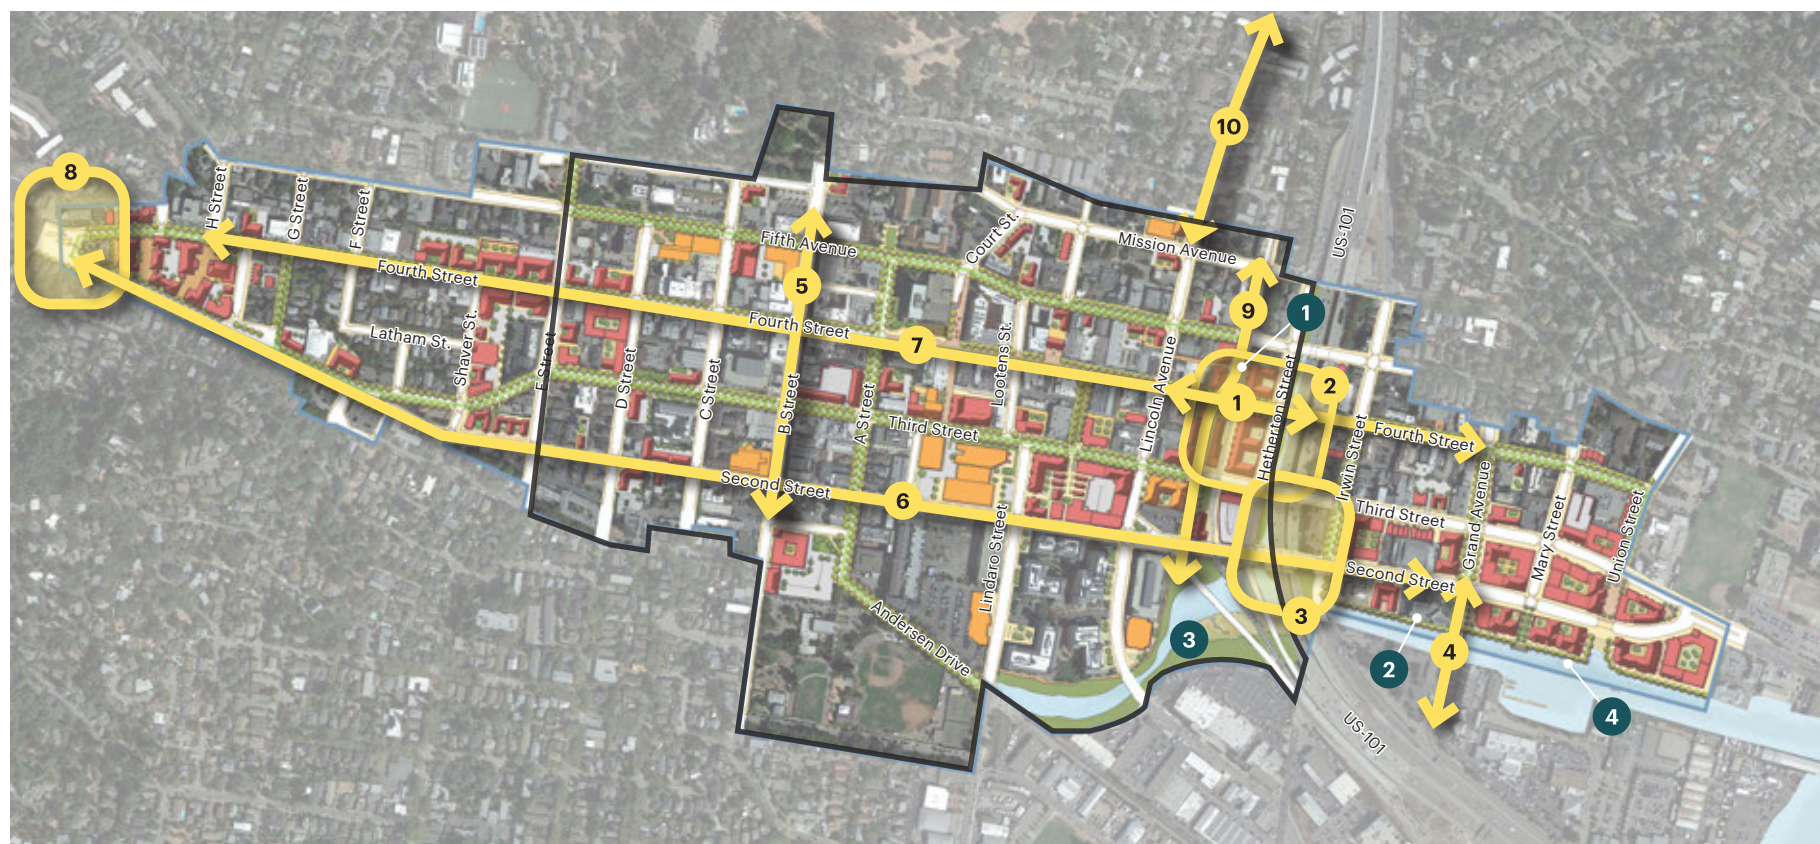 10
8
H Street
G Street
F Street
US-101
Court St.
Mission Avenue
Fifth Avenue
Fourth Street
5
9
1
Latham St.
Shaver St.
E Street
Fourth Street
7
Lootens St.
Lincoln Avenue
Hetherton Street
2
1
D Street
C Street
B Street
A Street
Third Street
Irwin Street
Fourth Street
Second Street
6
Third Street
Grand Avenue
Mary Street
Union Street
Lindaro Street
Second Street
Andersen Drive
3
3
2
4
4
US-101